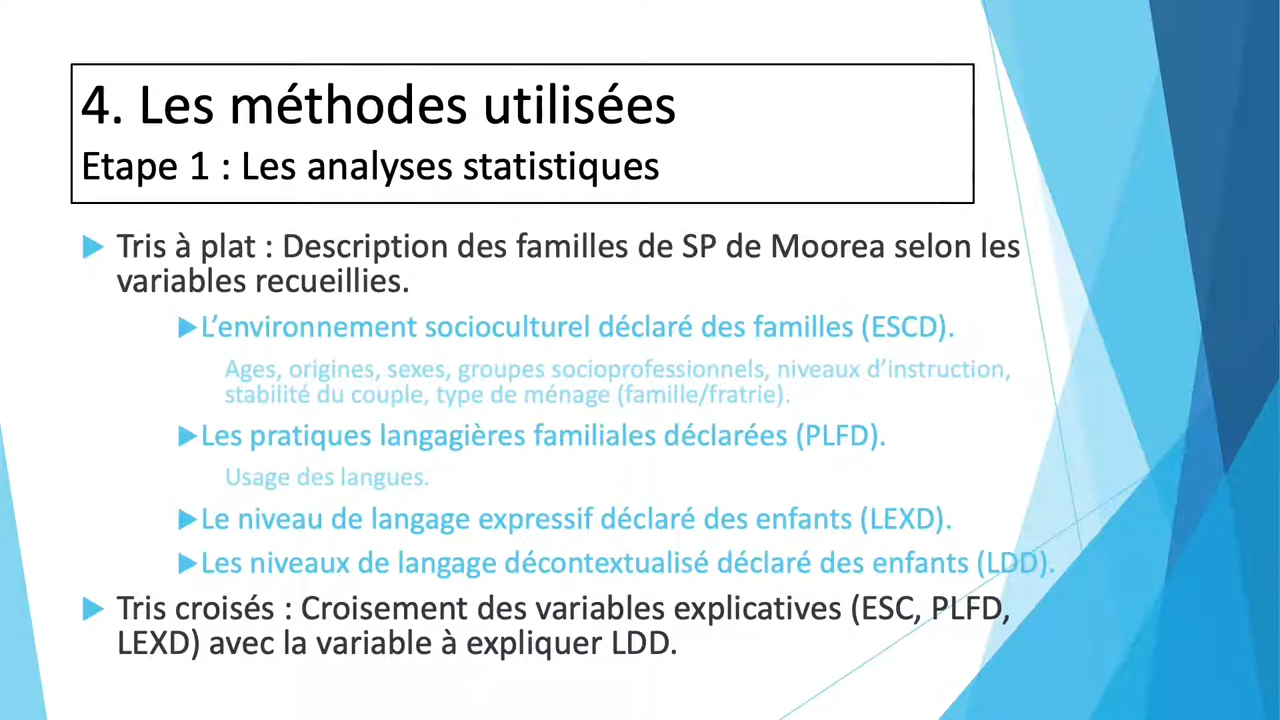 4. Les méthodes utilisées
Etape 1 : Les analyses statistiques
Tris à plat : Description des familles de SP de Moorea selon les
variables recueillies.
L’environnement socioculturel déclaré des familles (ESCD).
Ages, origines, sexes, groupes socioprofessionnels, niveaux d’instruction,
stabilité du couple, type de ménage (famille/fratrie).
Les pratiques langagières familiales déclarées (PLFD).
Usage des langues.
Le niveau de langage expressif déclaré des enfants (LEXD).
Les niveaux de langage décontextualisé déclaré des enfants (LDD).
Tris croisés : Croisement des variables explicatives (ESC, PLFD,
LEXD) avec la variable à expliquer LDD.